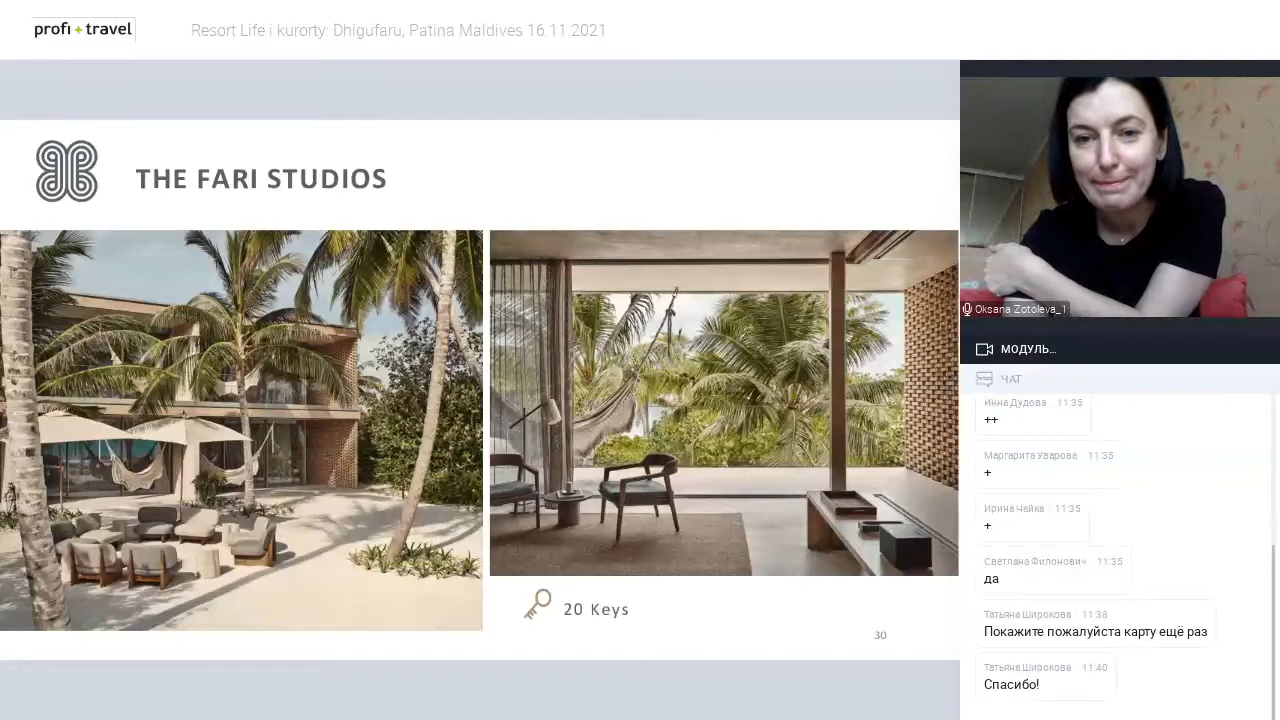 profi+travel
Resort Life i kurorty: Dhigufaru, Patina Maldives 16.11.2021
THE FARI STUDIOS
20 Keys
30
Oksana Zotoleva_1
МОДУЛЬ...
ЧАТ
Инна Дудова 11:35
++
Маргарита Уварова 11:35
+
Ирина Чайка 11:35
+
Светлана Филонович 11:35
да
Татьяна Широкова 11:38
Покажите пожалуйста карту ещё раз
Татьяна Широкова 11:40
Спасибо!